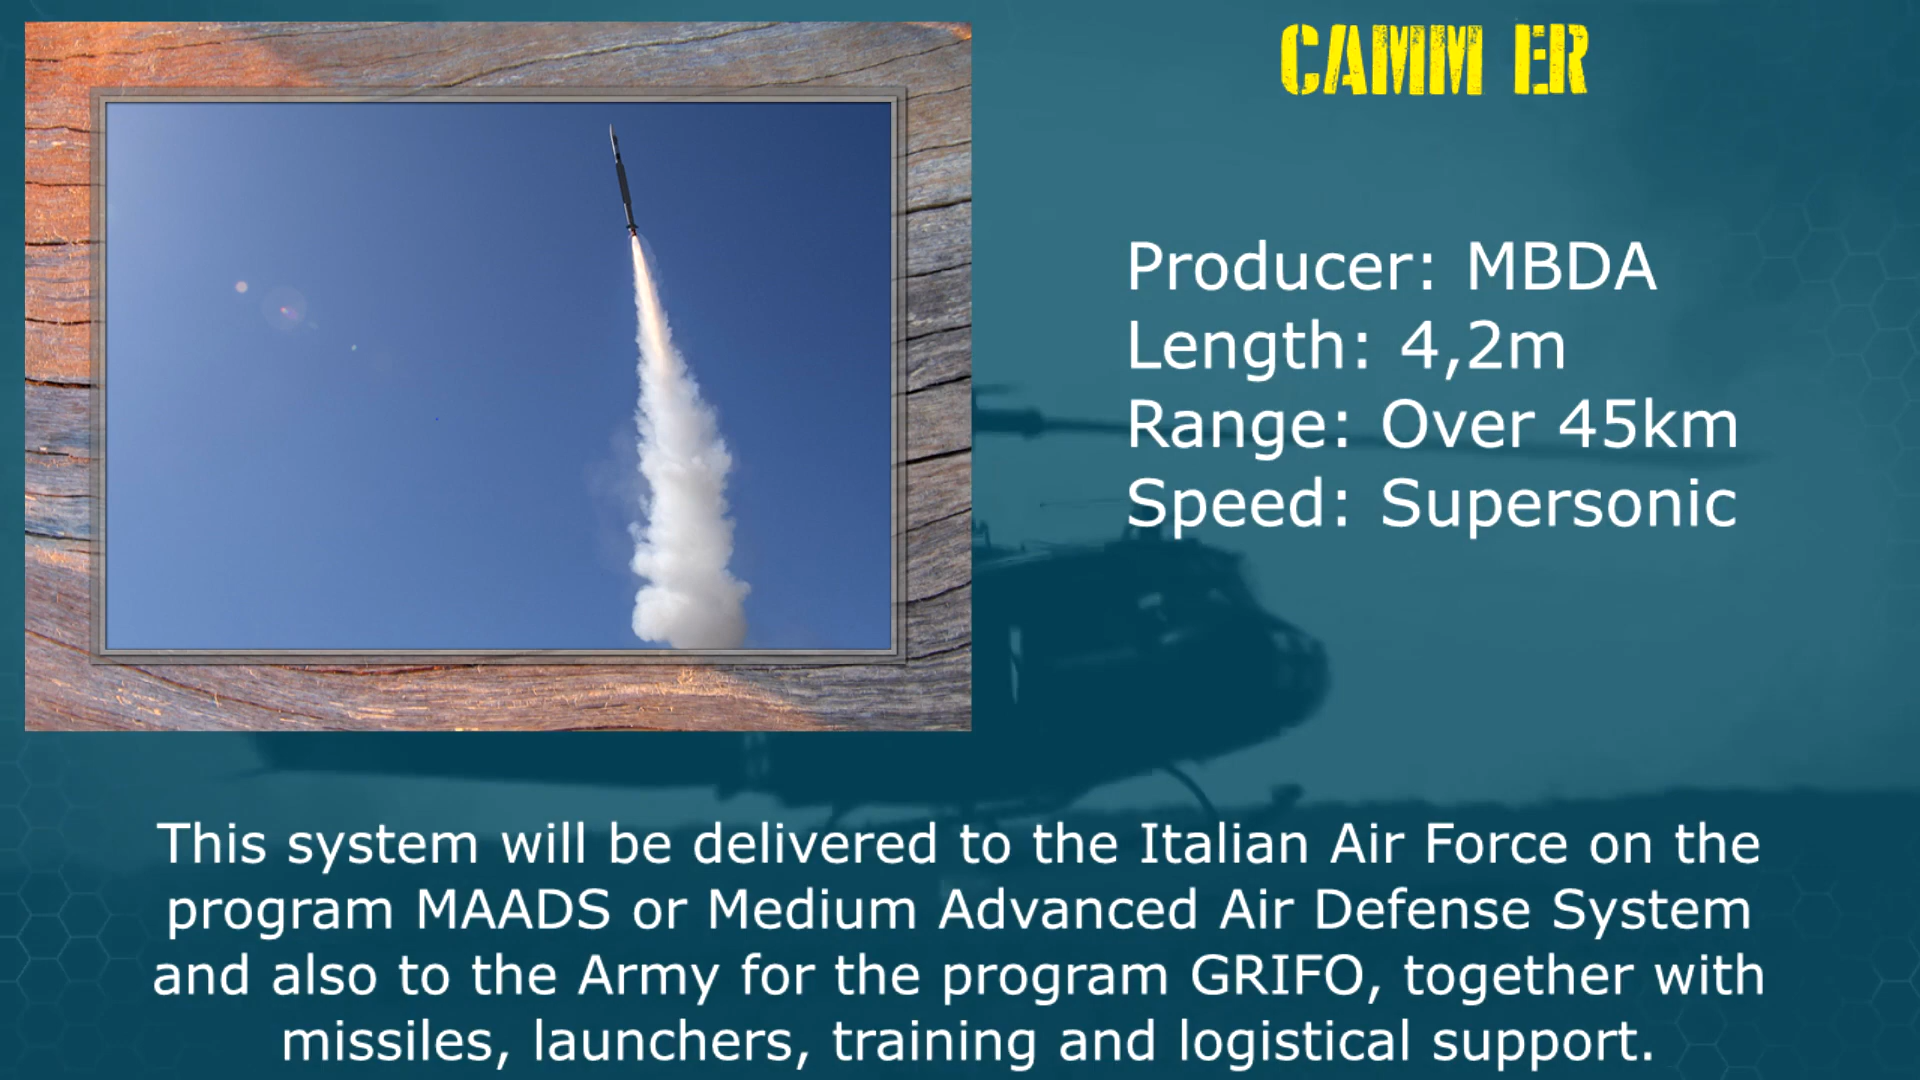 CAMM ER
Producer: MBDA
Length: 4,2m
Range: Over 45km
Speed: Supersonic
This system will be delivered to the Italian Air Force on the
program MAADS or Medium Advanced Air Defense System
and also to the Army for the program GRIFO, together with
missiles, launchers, training and logistical support.